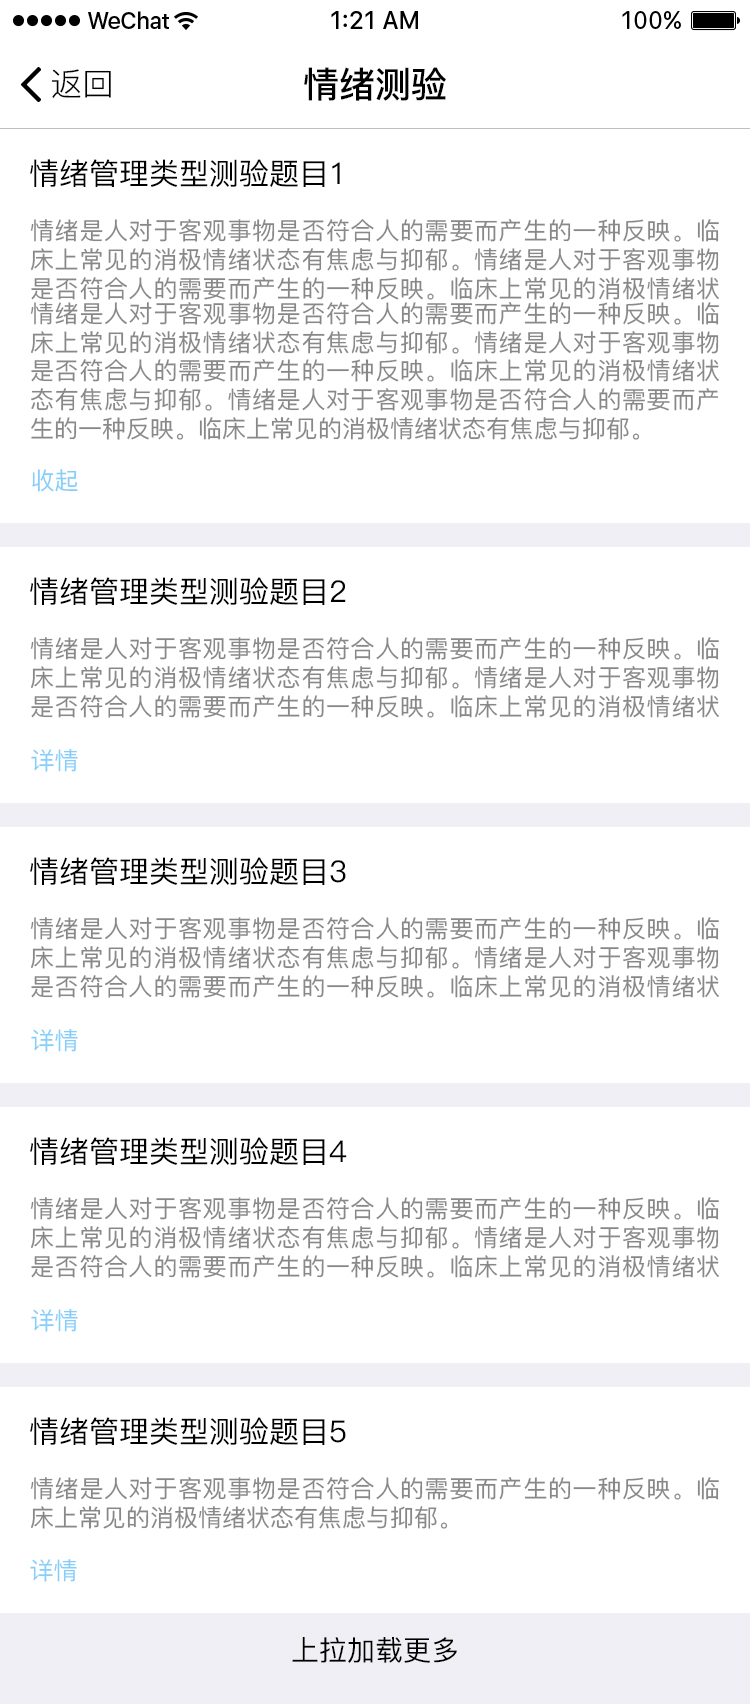 WeChat 1:21 AM 100%
返回 情绪测验
情绪管理类型测验题目1
情绪是人对于客观事物是否符合人的需要而产生的一种反映。临
床上常见的消极情绪状态有焦虑与抑郁。情绪是人对于客观事物
是否符合人的需要而产生的一种反映。临床上常见的消极情绪状
情绪是人对于客观事物是否符合人的需要而产生的一种反映。临
床上常见的消极情绪状态有焦虑与抑郁。情绪是人对于客观事物
是否符合人的需要而产生的一种反映。临床上常见的消极情绪状
态有焦虑与抑郁。情绪是人对于客观事物是否符合人的需要而产
生的一种反映。临床上常见的消极情绪状态有焦虑与抑郁。
收起
情绪管理类型测验题目2
情绪是人对于客观事物是否符合人的需要而产生的一种反映。临
床上常见的消极情绪状态有焦虑与抑郁。情绪是人对于客观事物
是否符合人的需要而产生的一种反映。临床上常见的消极情绪状
详情
情绪管理类型测验题目3
情绪是人对于客观事物是否符合人的需要而产生的一种反映。临
床上常见的消极情绪状态有焦虑与抑郁。情绪是人对于客观事物
是否符合人的需要而产生的一种反映。临床上常见的消极情绪状
详情
情绪管理类型测验题目4
情绪是人对于客观事物是否符合人的需要而产生的一种反映。临
床上常见的消极情绪状态有焦虑与抑郁。情绪是人对于客观事物
是否符合人的需要而产生的一种反映。临床上常见的消极情绪状
详情
情绪管理类型测验题目5
情绪是人对于客观事物是否符合人的需要而产生的一种反映。临
床上常见的消极情绪状态有焦虑与抑郁。
详情
上拉加载更多